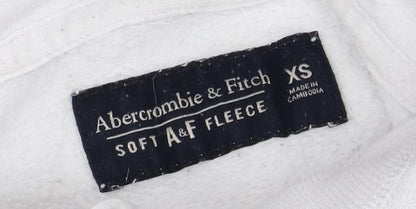 Abercrombie & Fitch
SOFT A&F FLEECE
XS
MADE IN
CAMBODIA